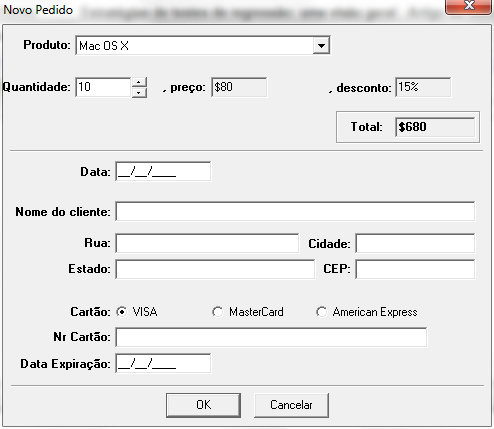 Novo Pedido
Produto: Mac OS X
Quantidade: 10 , preço: $80 , desconto: 15%
Total: $680
Data: __/__/____
Nome do cliente:
Rua: Cidade:
Estado: CEP:
Cartão: VISA MasterCard American Express
Nr Cartão:
Data Expiração: __/__/____
OK Cancelar